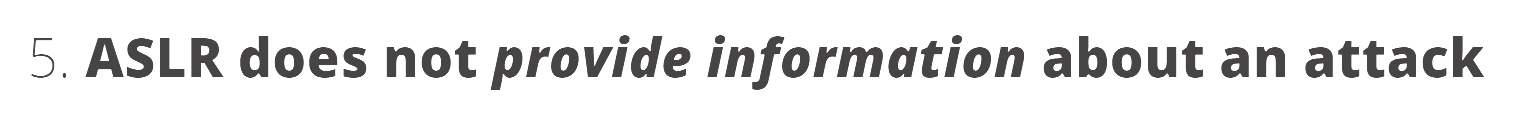 5. ASLR does not provide information about an attack